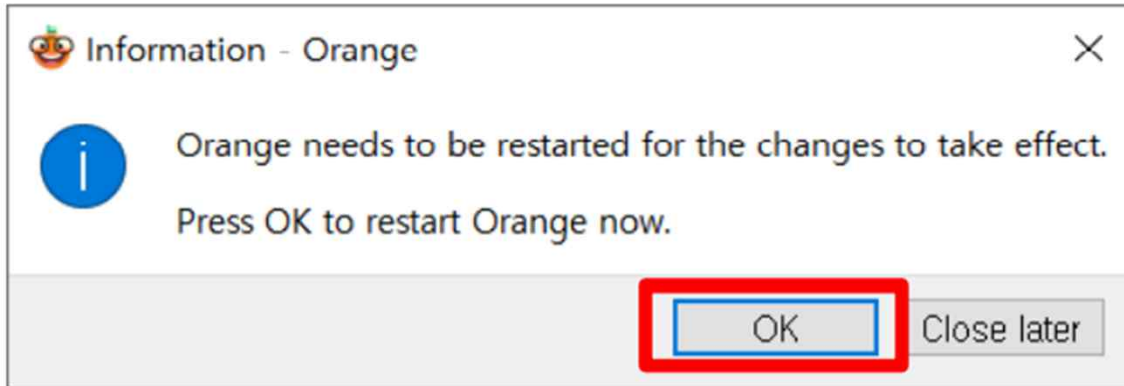 Information - Orange
Orange needs to be restarted for the changes to take effect.
Press OK to restart Orange now.
OK
Close later